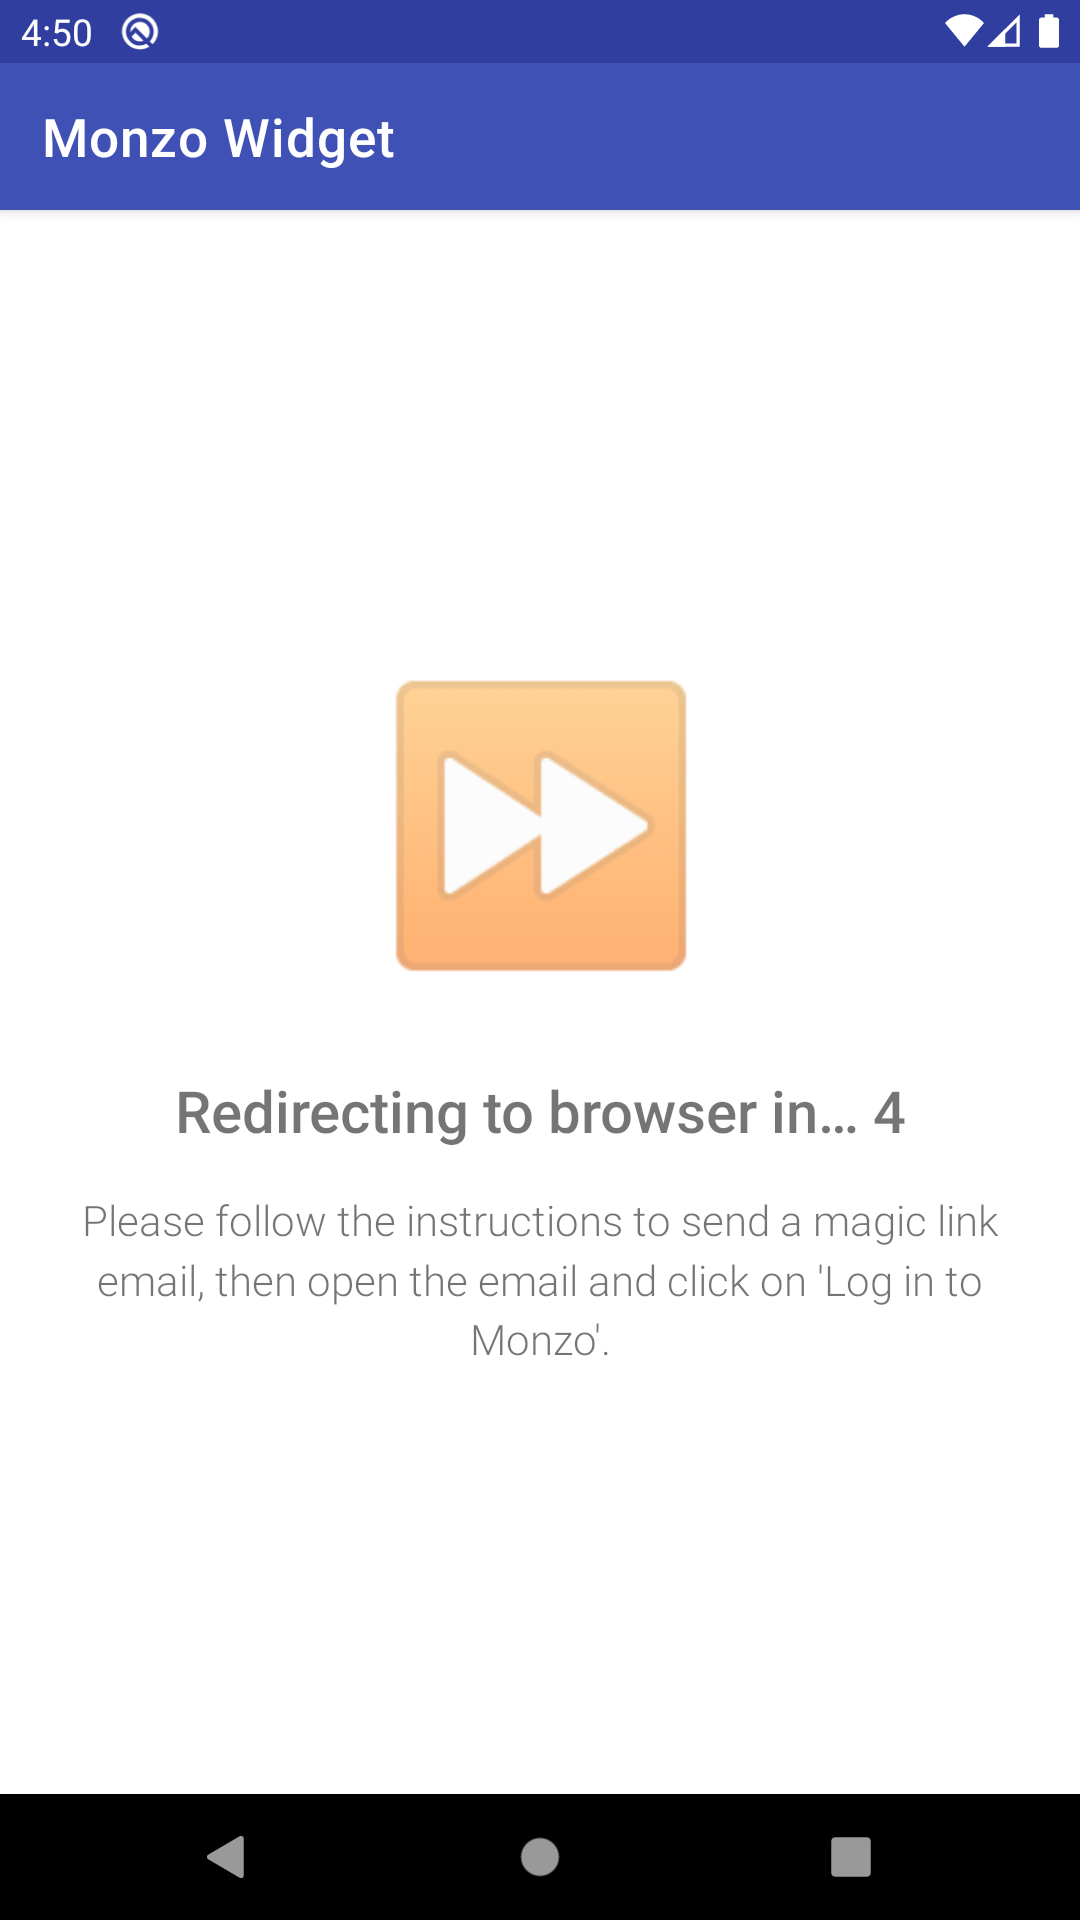 4:50
Monzo Widget
Redirecting to browser in... 4
Please follow the instructions to send a magic link
email, then open the email and click on 'Log in to
Monzo'.